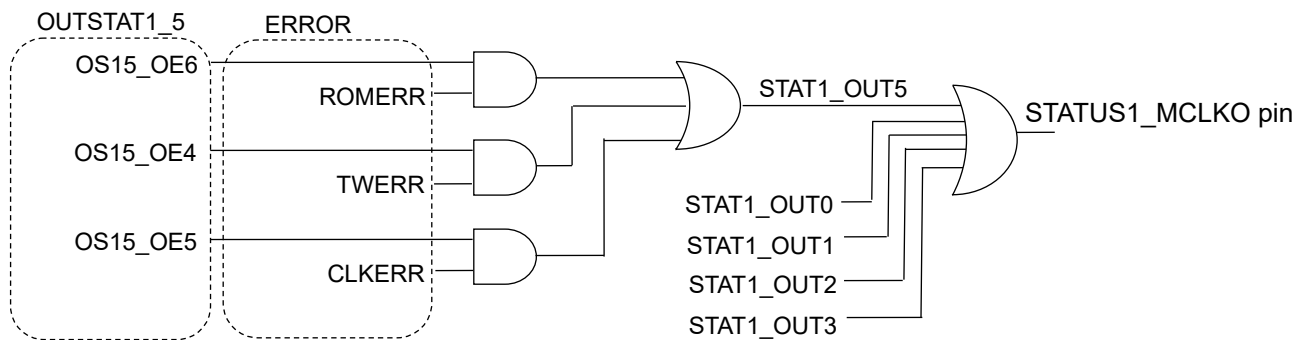 OUTSTAT1_5
ERROR
OS15_OE6
ROMERR
OS15_OE4
TWERR
OS15_OE5
CLKERR
STAT1_OUT5
STATUS1_MCLKO pin
STAT1_OUT0
STAT1_OUT1
STAT1_OUT2
STAT1_OUT3